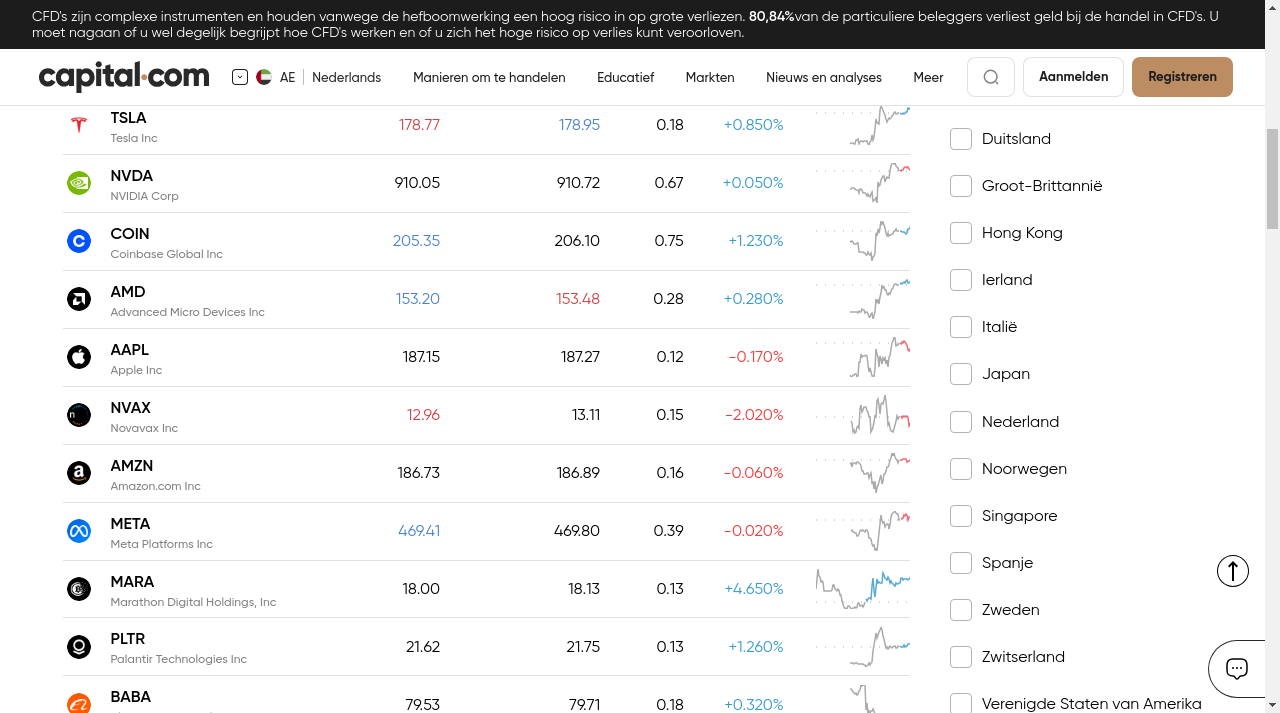 CFD's zijn complexe instrumenten en houden vanwege de hefboomwerking een hoog risico in op grote verliezen. 80,84%van de particuliere beleggers verliest geld bij de handel in CFD's. U
moet nagaan of u wel degelijk begrijpt hoe CFD's werken en of u zich het hoge risico op verlies kunt veroorloven.
capital.com AE Nederlands Manieren om te handelen Educatief Markten Nieuws en analyses Meer Aanmelden Registreren
TSLA 178.77 178.95 0.18 +0.850%
Tesla Inc
NVDA 910.05 910.72 0.67 +0.050%
NVIDIA Corp
COIN 205.35 206.10 0.75 +1.230%
Coinbase Global Inc
AMD 153.20 153.48 0.28 +0.280%
Advanced Micro Devices Inc
AAPL 187.15 187.27 0.12 -0.170%
Apple Inc
NVAX 12.96 13.11 0.15 -2.020%
Novavax Inc
AMZN 186.73 186.89 0.16 -0.060%
Amazon.com Inc
META 469.41 469.80 0.39 -0.020%
Meta Platforms Inc
MARA 18.00 18.13 0.13 +4.650%
Marathon Digital Holdings, Inc
PLTR 21.62 21.75 0.13 +1.260%
Palantir Technologies Inc
BABA 79.53 79.71 0.18 +0.320%
Duitsland
Groot-Brittannië
Hong Kong
Ierland
Italië
Japan
Nederland
Noorwegen
Singapore
Spanje
Zweden
Zwitserland
Verenigde Staten van Amerika